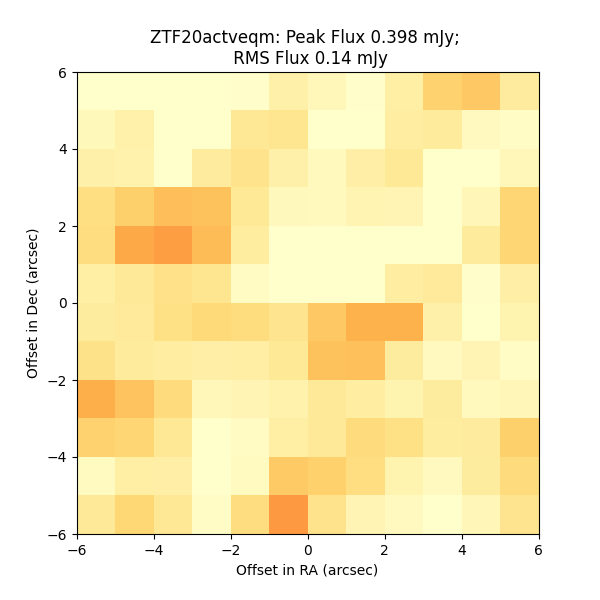 ZTF20actveqm: Peak Flux 0.398 mJy;
RMS Flux 0.14 mJy
6
4
2
0
−2
−4
−6
Offset in Dec (arcsec)
−6 −4 −2 0 2 4 6
Offset in RA (arcsec)